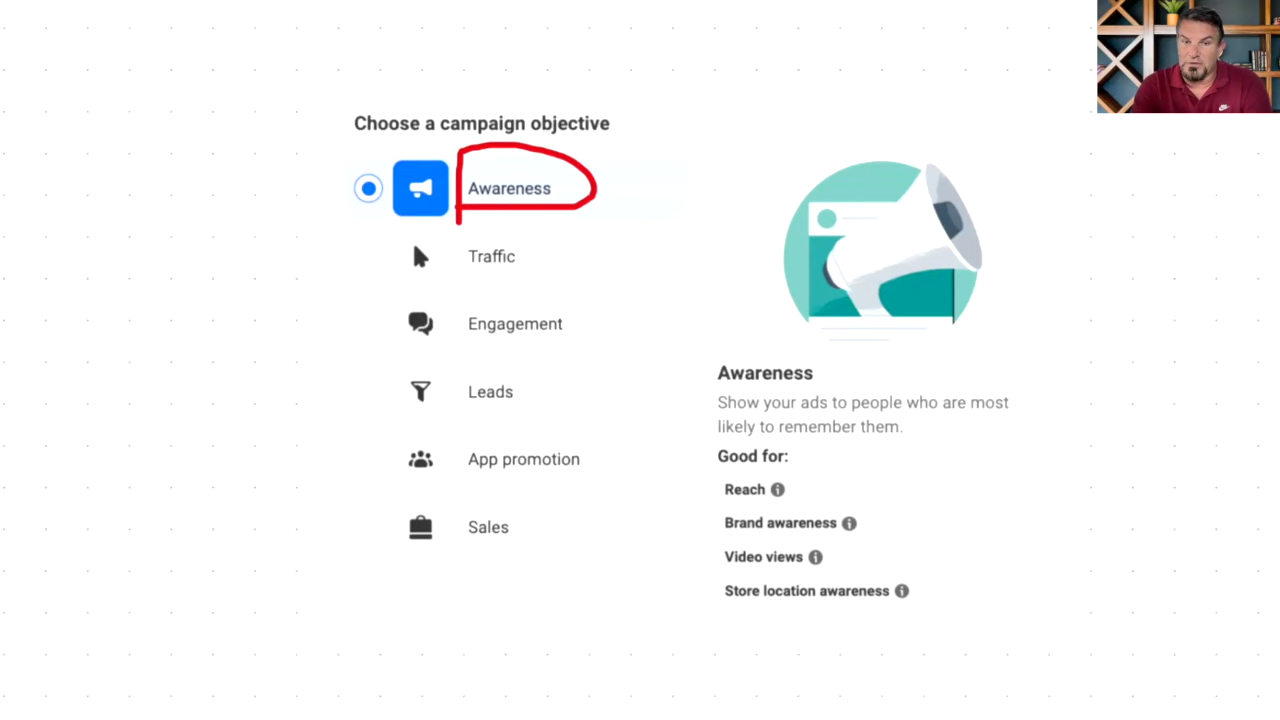 Choose a campaign objective
Awareness
Traffic
Engagement
Leads
App promotion
Sales
Awareness
Show your ads to people who are most
likely to remember them.
Good for:
Reach
Brand awareness
Video views
Store location awareness